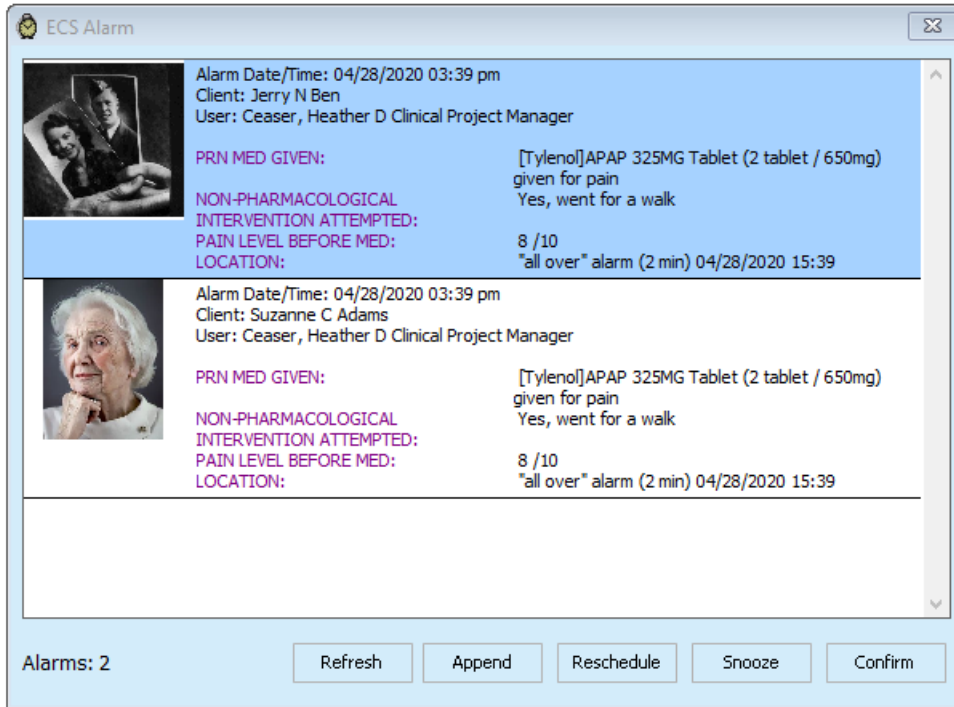 ECS Alarm
Alarm Date/Time: 04/28/2020 03:39 pm
Client: Jerry N Ben
User: Ceaser, Heather D Clinical Project Manager
PRN MED GIVEN: [Tylenol]APAP 325MG Tablet (2 tablet / 650mg)
given for pain
NON-PHARMACOLOGICAL Yes, went for a walk
INTERVENTION ATTEMPTED:
PAIN LEVEL BEFORE MED: 8 /10
LOCATION: "all over" alarm (2 min) 04/28/2020 15:39
Alarm Date/Time: 04/28/2020 03:39 pm
Client: Suzanne C Adams
User: Ceaser, Heather D Clinical Project Manager
PRN MED GIVEN: [Tylenol]APAP 325MG Tablet (2 tablet / 650mg)
given for pain
NON-PHARMACOLOGICAL Yes, went for a walk
INTERVENTION ATTEMPTED:
PAIN LEVEL BEFORE MED: 8 /10
LOCATION: "all over" alarm (2 min) 04/28/2020 15:39
Alarms: 2 Refresh Append Reschedule Snooze Confirm